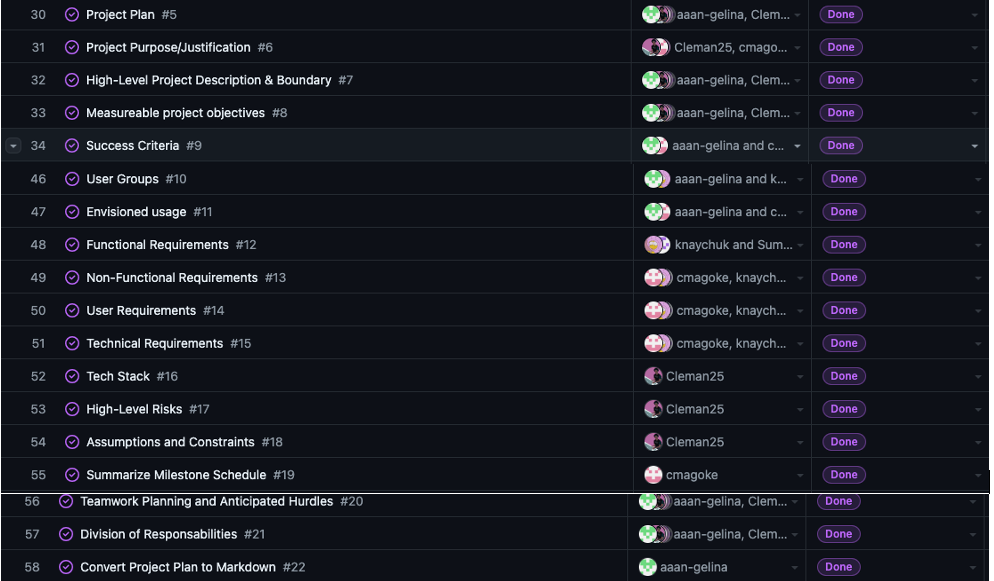 30 Project Plan #5 aaan-gelina, Clem... Done
31 Project Purpose/Justification #6 Cleman25, cmago... Done
32 High-Level Project Description & Boundary #7 aaan-gelina, Clem... Done
33 Measureable project objectives #8 aaan-gelina, Clem... Done
34 Success Criteria #9 aaan-gelina and c... Done
46 User Groups #10 aaan-gelina and k... Done
47 Envisioned usage #11 aaan-gelina and c... Done
48 Functional Requirements #12 knaychuk and Sum... Done
49 Non-Functional Requirements #13 cmagoke, knaych... Done
50 User Requirements #14 cmagoke, knaych... Done
51 Technical Requirements #15 cmagoke, knaych... Done
52 Tech Stack #16 Cleman25 Done
53 High-Level Risks #17 Cleman25 Done
54 Assumptions and Constraints #18 Cleman25 Done
55 Summarize Milestone Schedule #19 cmagoke Done
56 Teamwork Planning and Anticipated Hurdles #20 aaan-gelina, Clem... Done
57 Division of Responsabilities #21 aaan-gelina, Clem... Done
58 Convert Project Plan to Markdown #22 aaan-gelina Done